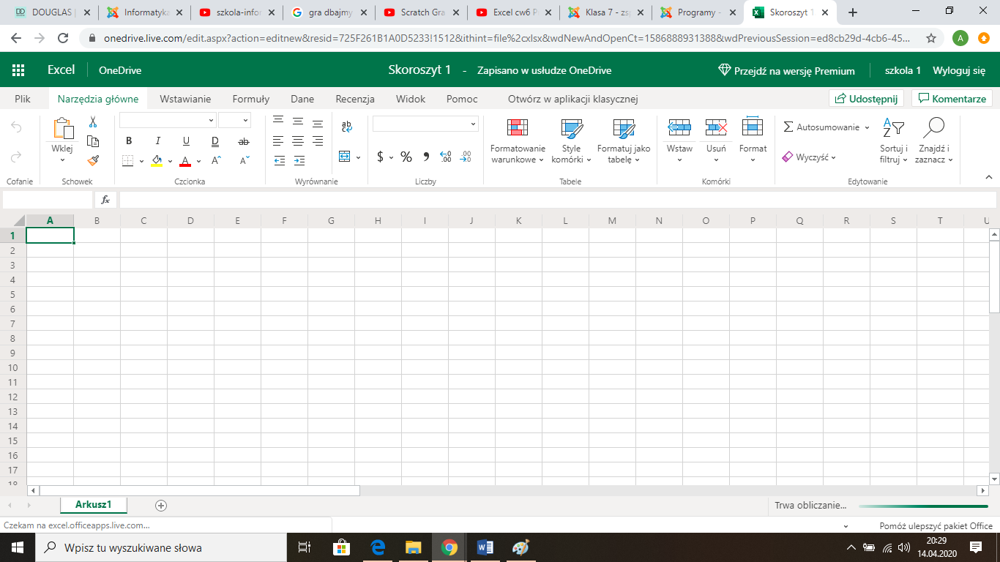 DOUGLAS | Informatyka szkola-infor gra dbajmy Scratch Gra Excel cw6 P Klasa 7 - za Programy - Skoroszyt 1
onedrive.live.com/edit.aspx?action=editnew&resid=725F261B1A0D5233!1512&ithint=file%2cxlsx&wdNewAndOpenCt=1586888931388&wdPreviousSession=ed8cb29d-4cb6-45... A
Excel OneDrive Skoroszyt 1 - Zapisano w usłudze OneDrive Przejdź na wersję Premium szkola 1 Wyloguj się
Plik Narzędzia główne Wstawianie Formuły Dane Recenzja Widok Pomoc Otwórz w aplikacji klasycznej Udostępnij Komentarze
Wklej
B I U D ab
A A A
ab
c
$ % , .00 .00
Formatowanie warunkowe
Style komórki
Formatuj jako tabelę
Wstaw Usuń Format
Autosumowanie
Wyczyść
Sortuj i filtruj
Znajdź i zaznacz
Cofanie Schowek Czcionka Wyrównanie Liczby Tabele Komórki Edytowanie
fx
A B C D E F G H I J K L M N O P Q R S T U
1
2
3
4
5
6
7
8
9
10
11
12
13
14
15
16
17
18
Arkusz1 Trwa obliczanie...
Czekam na excel.officeapps.live.com... Pomóż ulepszyć pakiet Office
Wpisz tu wyszukiwane słowa
20:29
14.04.2020